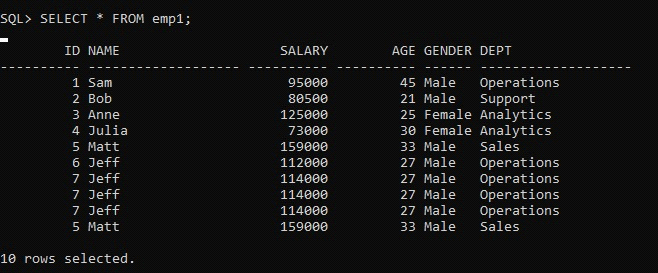 SQL> SELECT * FROM emp1;
ID NAME SALARY AGE GENDER DEPT
---------- ------------------- ---------- ---------- ------ -------------------
1 Sam 95000 45 Male Operations
2 Bob 80500 21 Male Support
3 Anne 125000 25 Female Analytics
4 Julia 73000 30 Female Analytics
5 Matt 159000 33 Male Sales
6 Jeff 112000 27 Male Operations
7 Jeff 114000 27 Male Operations
7 Jeff 114000 27 Male Operations
7 Jeff 114000 27 Male Operations
5 Matt 159000 33 Male Sales
10 rows selected.